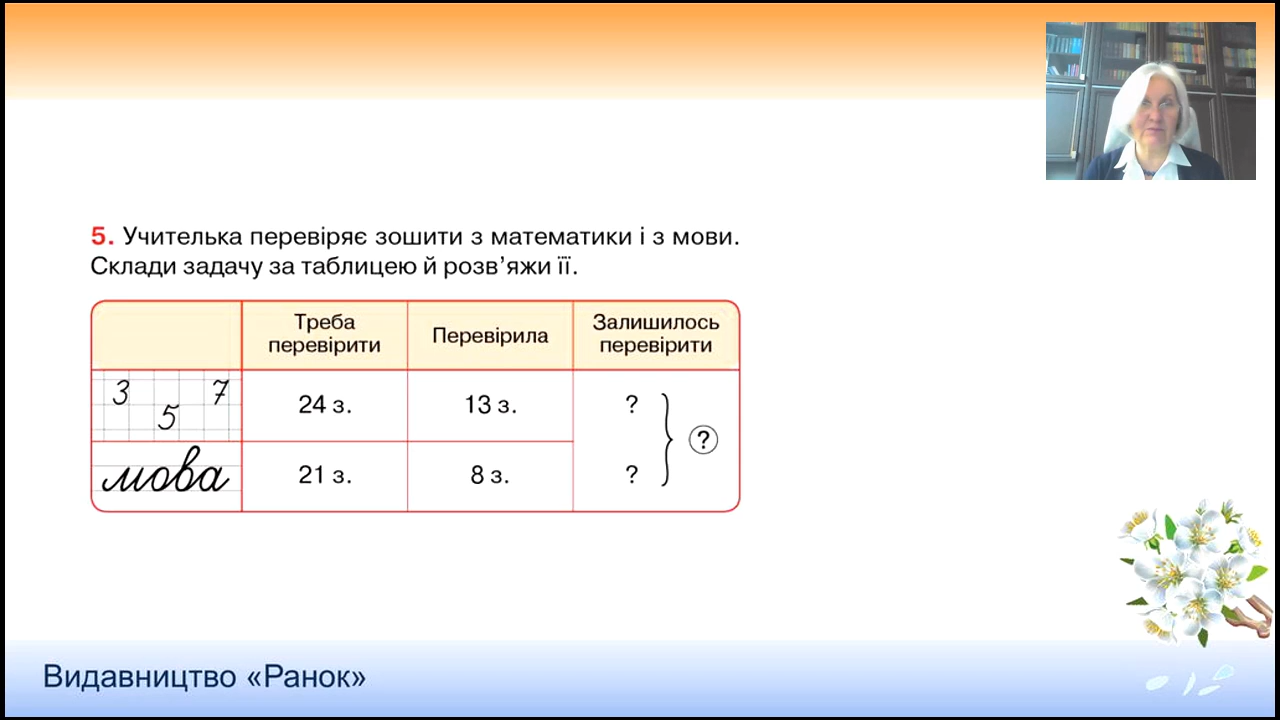 5. Учителька перевіряє зошити з математики і з мови.
Склади задачу за таблицею й розв’яжи її.
Треба перевірити
Перевірила
Залишилось перевірити
3 5 7
24 з.
13 з.
?
мова
21 з.
8 з.
?
?
Видавництво «Ранок»